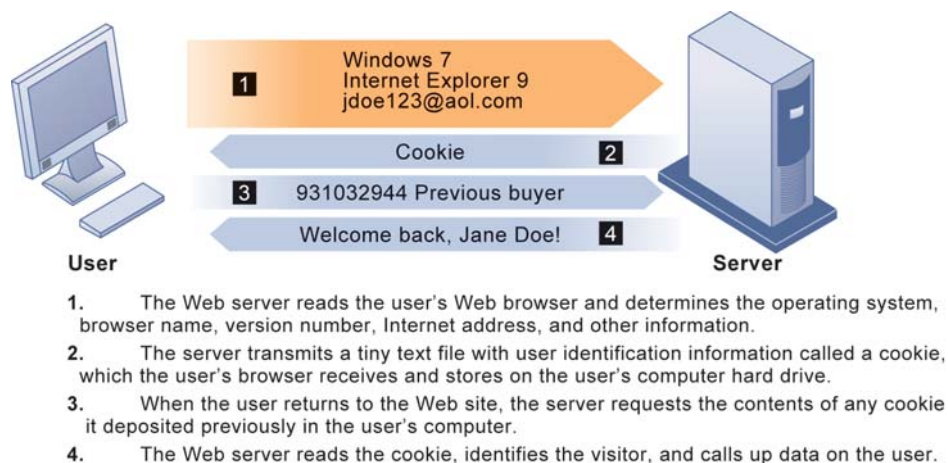 1 Windows 7
Internet Explorer 9
jdoe123@aol.com
Cookie 2
3 931032944 Previous buyer
Welcome back, Jane Doe! 4
User Server
1. The Web server reads the user's Web browser and determines the operating system,
browser name, version number, Internet address, and other information.
2. The server transmits a tiny text file with user identification information called a cookie,
which the user's browser receives and stores on the user's computer hard drive.
3. When the user returns to the Web site, the server requests the contents of any cookie
it deposited previously in the user's computer.
4. The Web server reads the cookie, identifies the visitor, and calls up data on the user.